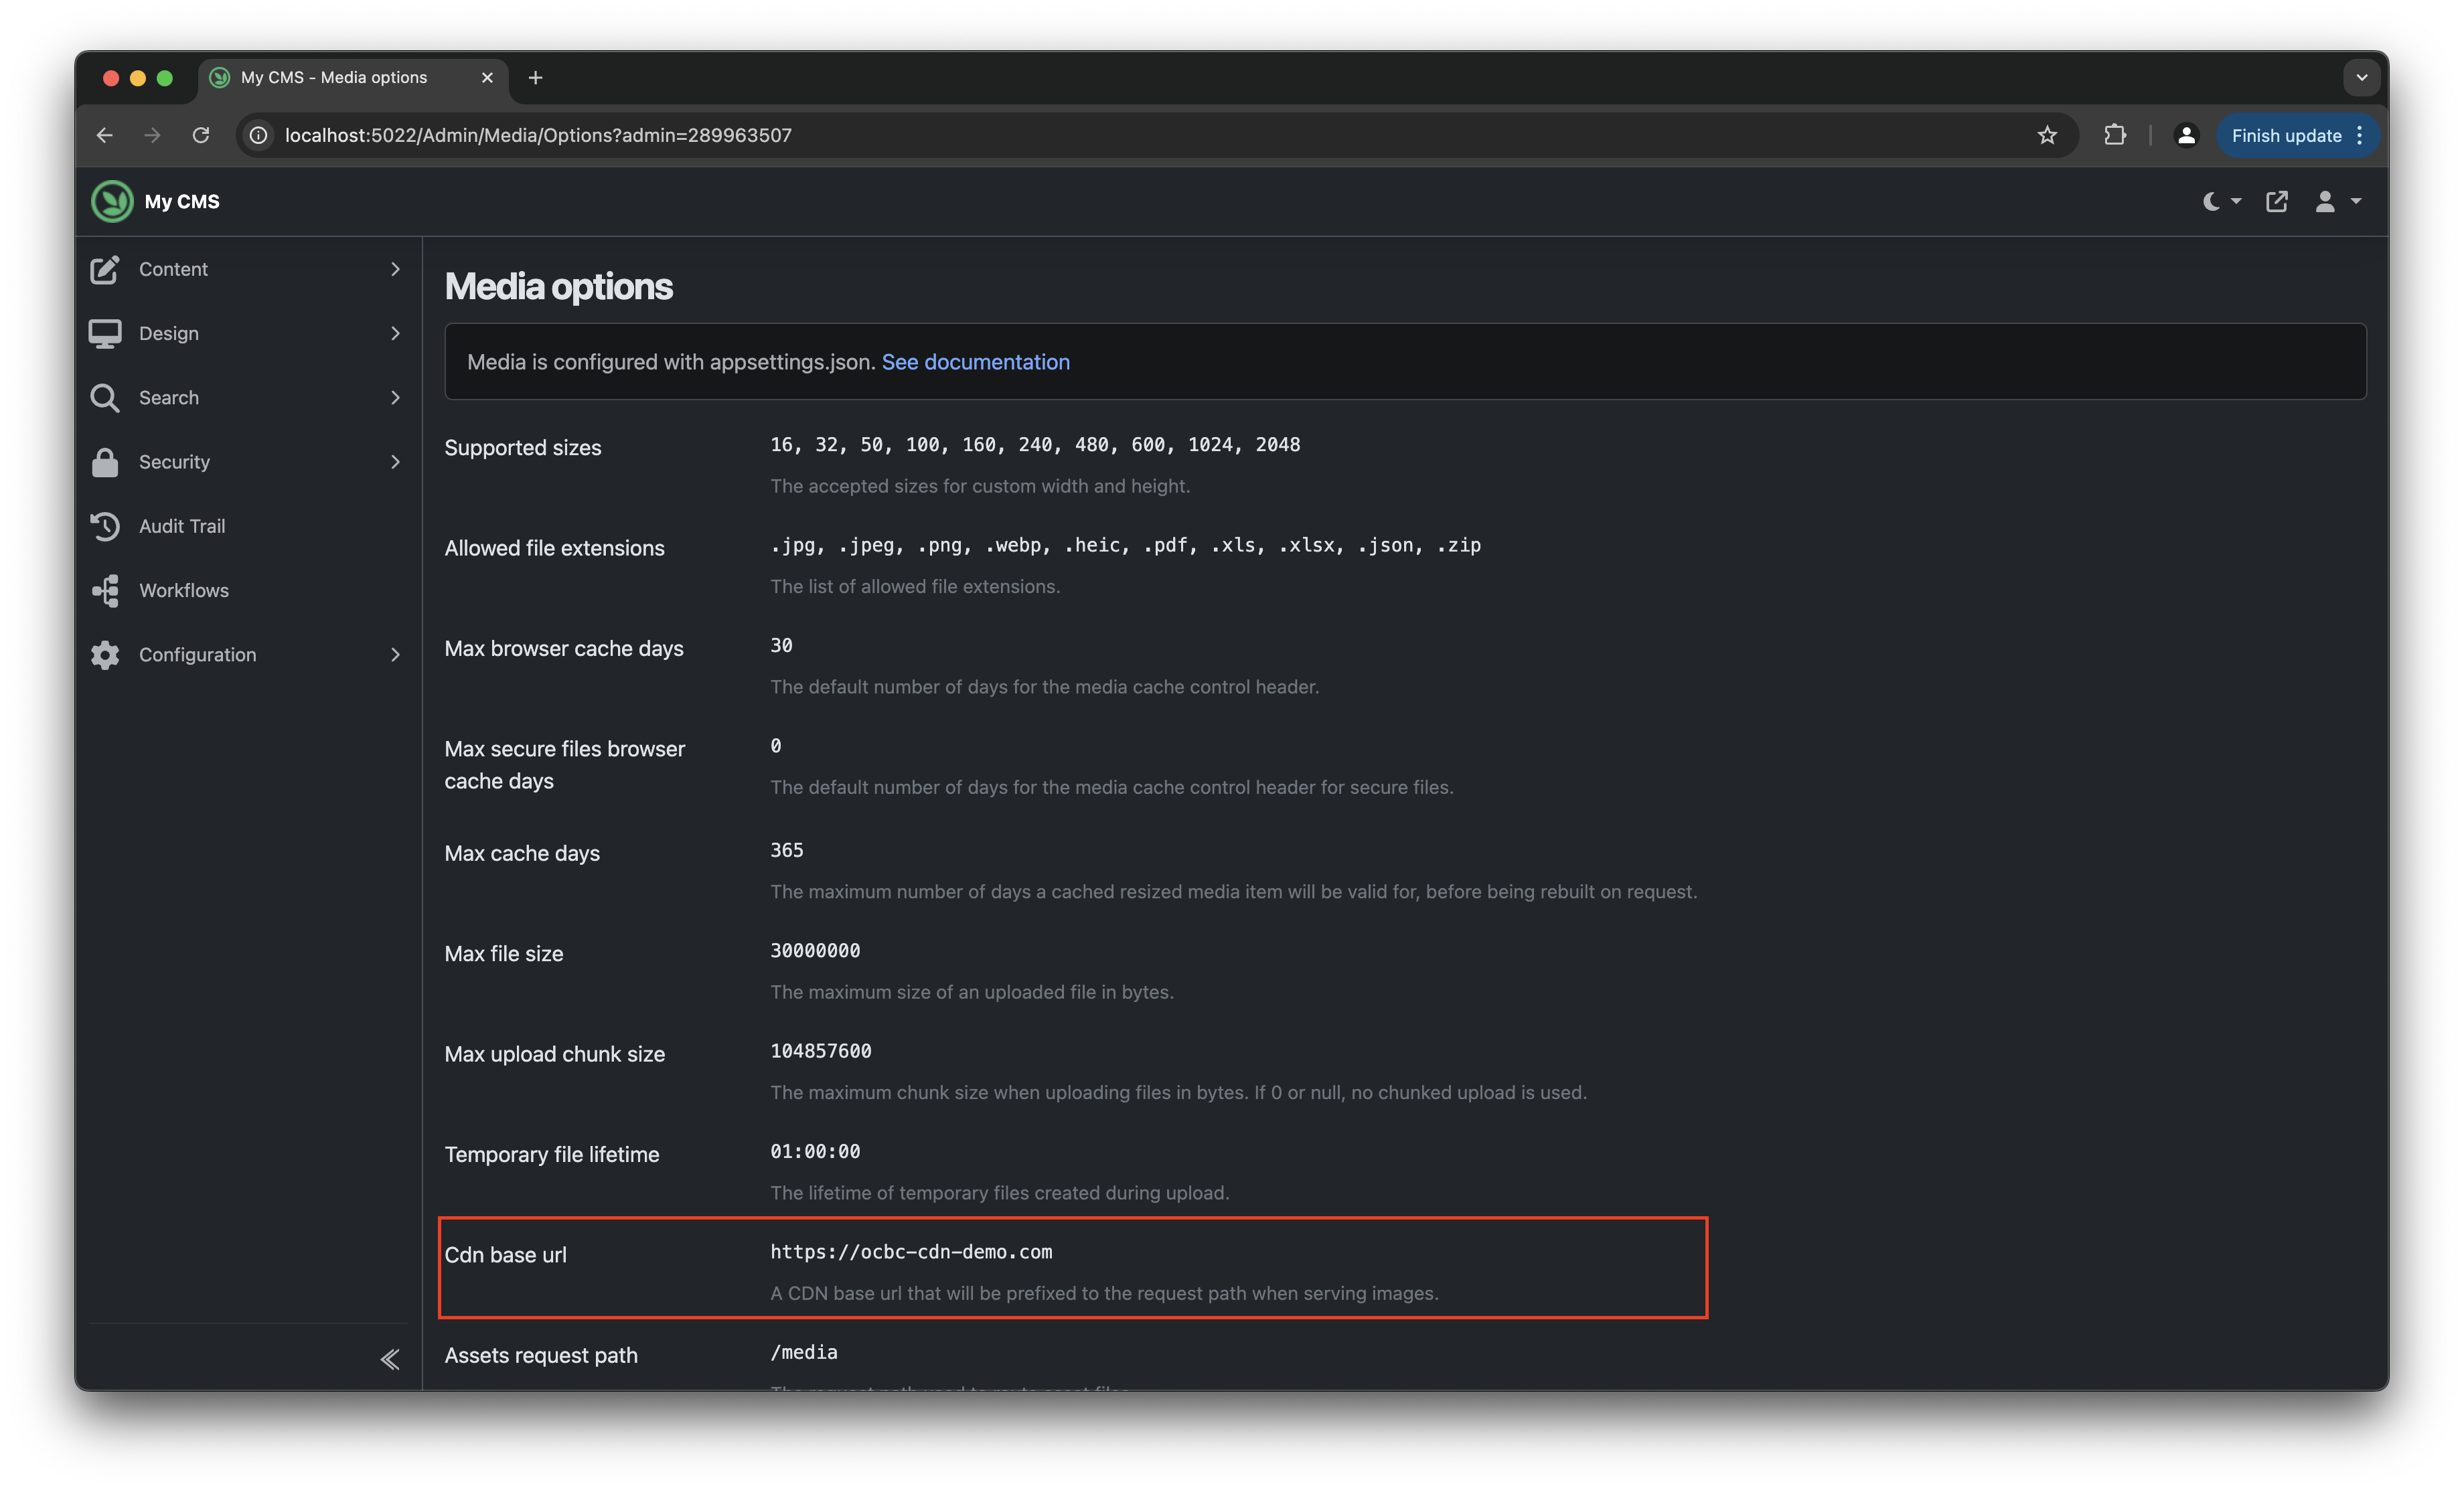 My CMS - Media options
localhost:5022/Admin/Media/Options?admin=289963507
Finish update
My CMS
Content
Design
Search
Security
Audit Trail
Workflows
Configuration
Media options
Media is configured with appsettings.json. See documentation
Supported sizes
16, 32, 50, 100, 160, 240, 480, 600, 1024, 2048
The accepted sizes for custom width and height.
Allowed file extensions
.jpg, .jpeg, .png, .webp, .heic, .pdf, .xls, .xlsx, .json, .zip
The list of allowed file extensions.
Max browser cache days
30
The default number of days for the media cache control header.
Max secure files browser
cache days
0
The default number of days for the media cache control header for secure files.
Max cache days
365
The maximum number of days a cached resized media item will be valid for, before being rebuilt on request.
Max file size
30000000
The maximum size of an uploaded file in bytes.
Max upload chunk size
104857600
The maximum chunk size when uploading files in bytes. If 0 or null, no chunked upload is used.
Temporary file lifetime
01:00:00
The lifetime of temporary files created during upload.
Cdn base url
https://ocbc-cdn-demo.com
A CDN base url that will be prefixed to the request path when serving images.
Assets request path
/media